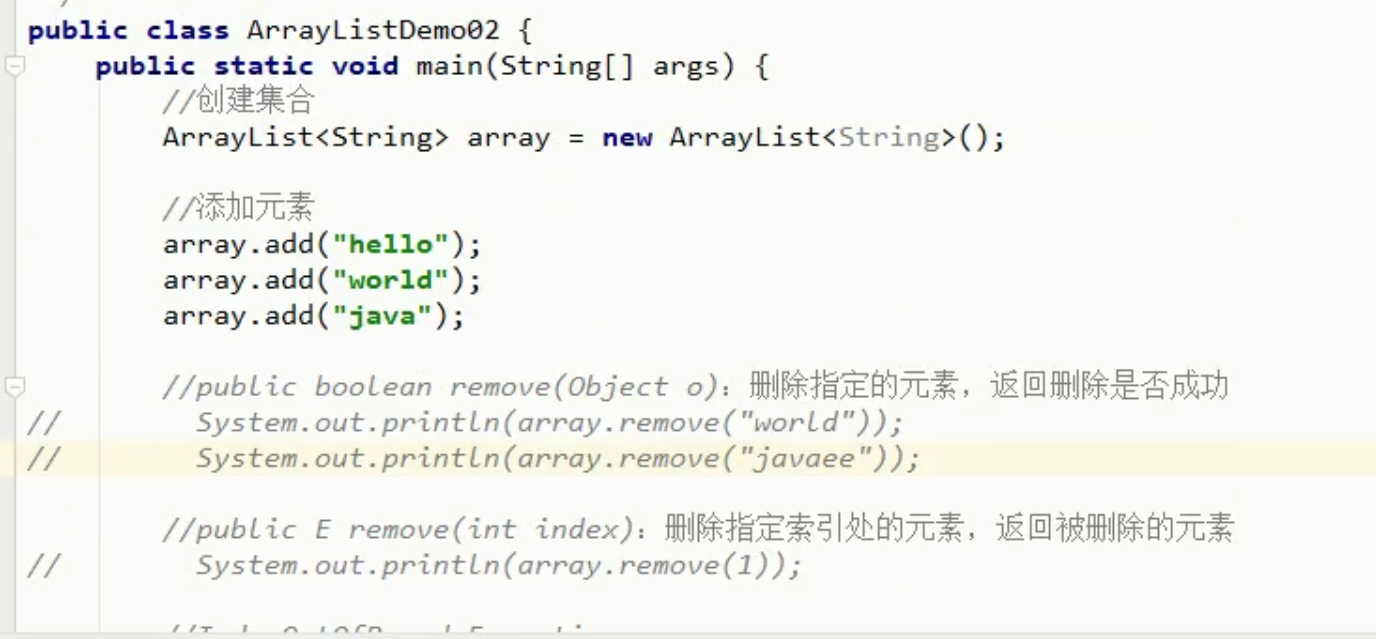 public class ArrayListDemo02 {
public static void main(String[] args) {
//创建集合
ArrayList<String> array = new ArrayList<String>();
//添加元素
array.add("hello");
array.add("world");
array.add("java");
//public boolean remove(Object o)：删除指定的元素，返回删除是否成功
// System.out.println(array.remove("world"));
// System.out.println(array.remove("javaee"));
//public E remove(int index)：删除指定索引处的元素，返回被删除的元素
// System.out.println(array.remove(1));